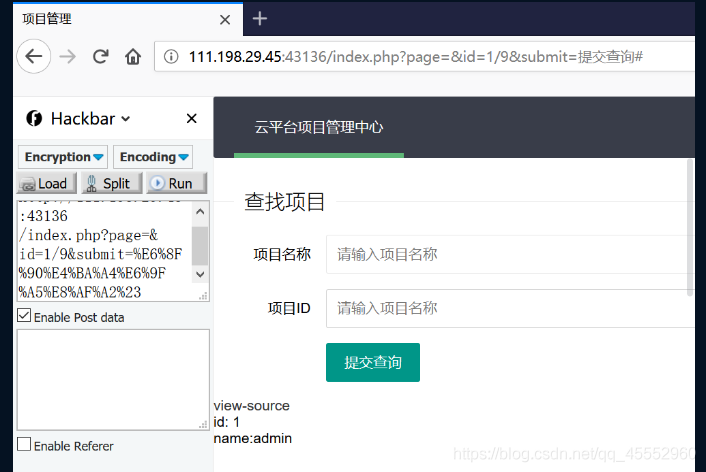 项目管理
111.198.29.45:43136/index.php?page=&id=1/9&submit=提交查询#
Hackbar
云平台项目管理中心
Encryption
Encoding
Load
Split
Run
:43136
/index.php?page=&
id=1/9&submit=%E6%8F
%90%E4%BA%A4%E6%9F
%A5%E8%AF%A2%23
Enable Post data
Enable Referer
查找项目
项目名称
请输入项目名称
项目ID
请输入项目名称
提交查询
view-source
id: 1
name:admin
https://blog.csdn.net/qq_45552960